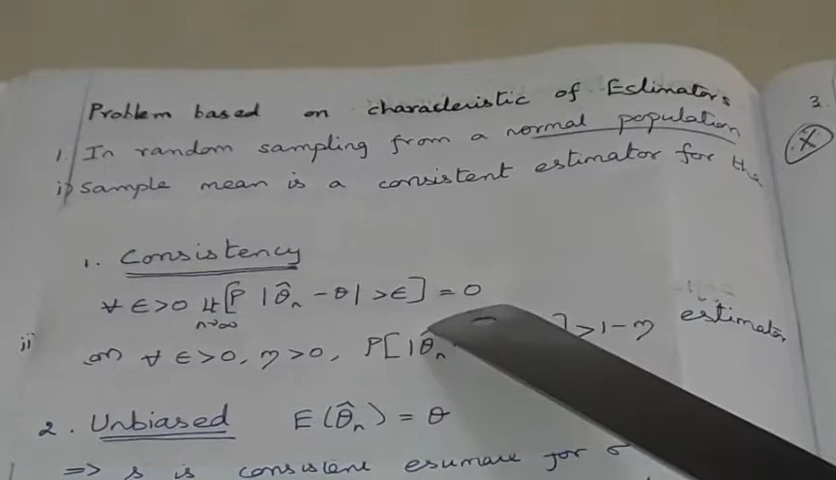 Problem based on characteristic of Estimators
1. In random sampling from a normal population
i) Sample mean is a consistent estimator for the
1. Consistency
∀ ϵ>0 lt n→∞ [P |θ̂n - θ| >ϵ] = 0
ii) or ∀ ϵ>0, η>0, P[|θ̂n ] >1-η estimator
2. Unbiased E(θ̂n) = θ
=> s is consistent estimate for σ
3.
X